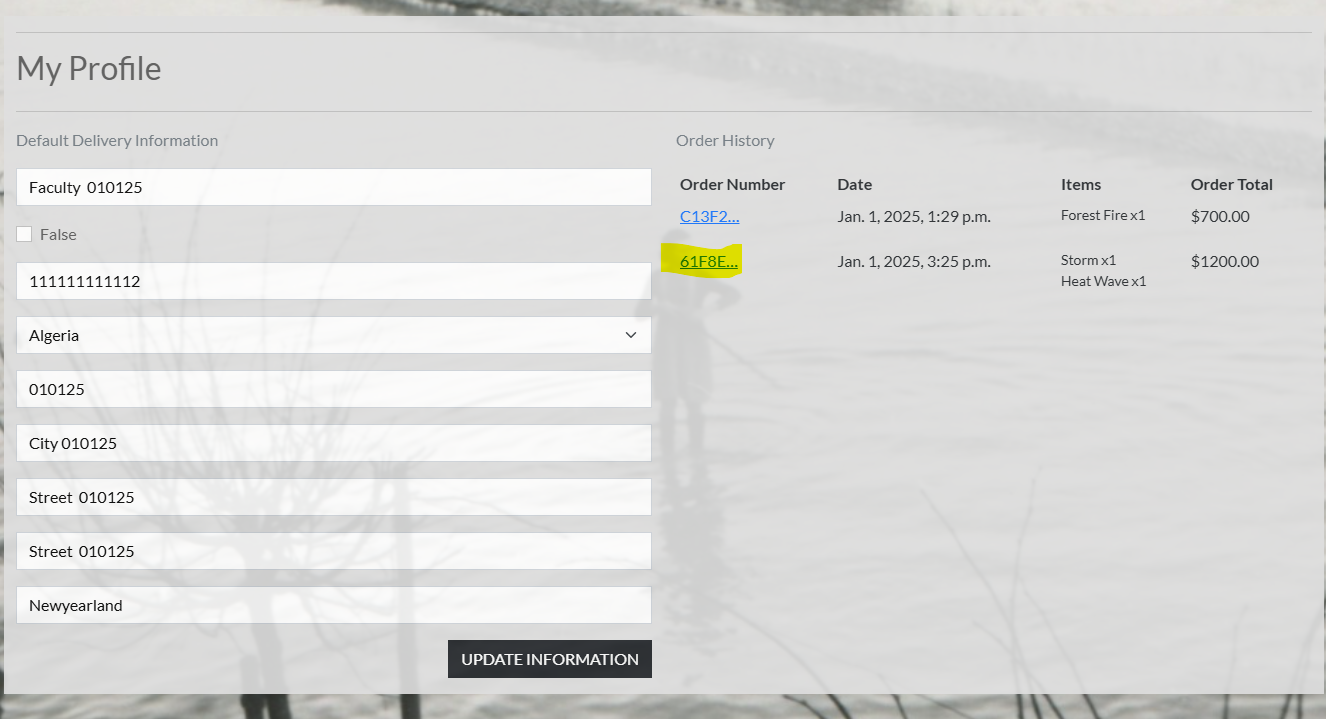 My Profile
Default Delivery Information
Faculty 010125
False
111111111112
Algeria
010125
City 010125
Street 010125
Street 010125
Newyearland
UPDATE INFORMATION
Order History
Order Number Date Items Order Total
C13F2... Jan. 1, 2025, 1:29 p.m. Forest Fire x1 $700.00
61F8E... Jan. 1, 2025, 3:25 p.m. Storm x1 $1200.00
Heat Wave x1